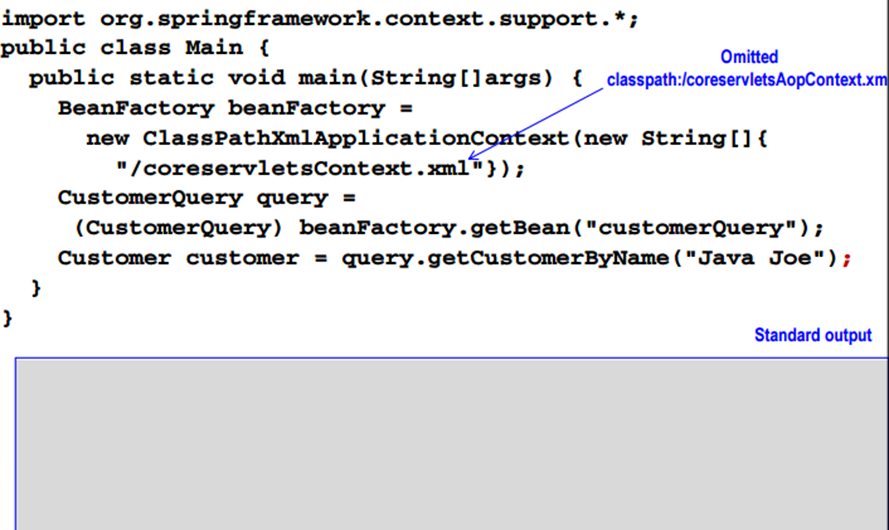 import org.springframework.context.support.*;
public class Main {
Omitted
public static void main(String[]args) {
classpath:/coreservletsAopContext.xm
BeanFactory beanFactory =
new ClassPathXmlApplicationContext(new String[]{
"/coreservletsContext.xml"});
CustomerQuery query =
(CustomerQuery) beanFactory.getBean("customerQuery");
Customer customer = query.getCustomerByName("Java Joe");
}
}
Standard output